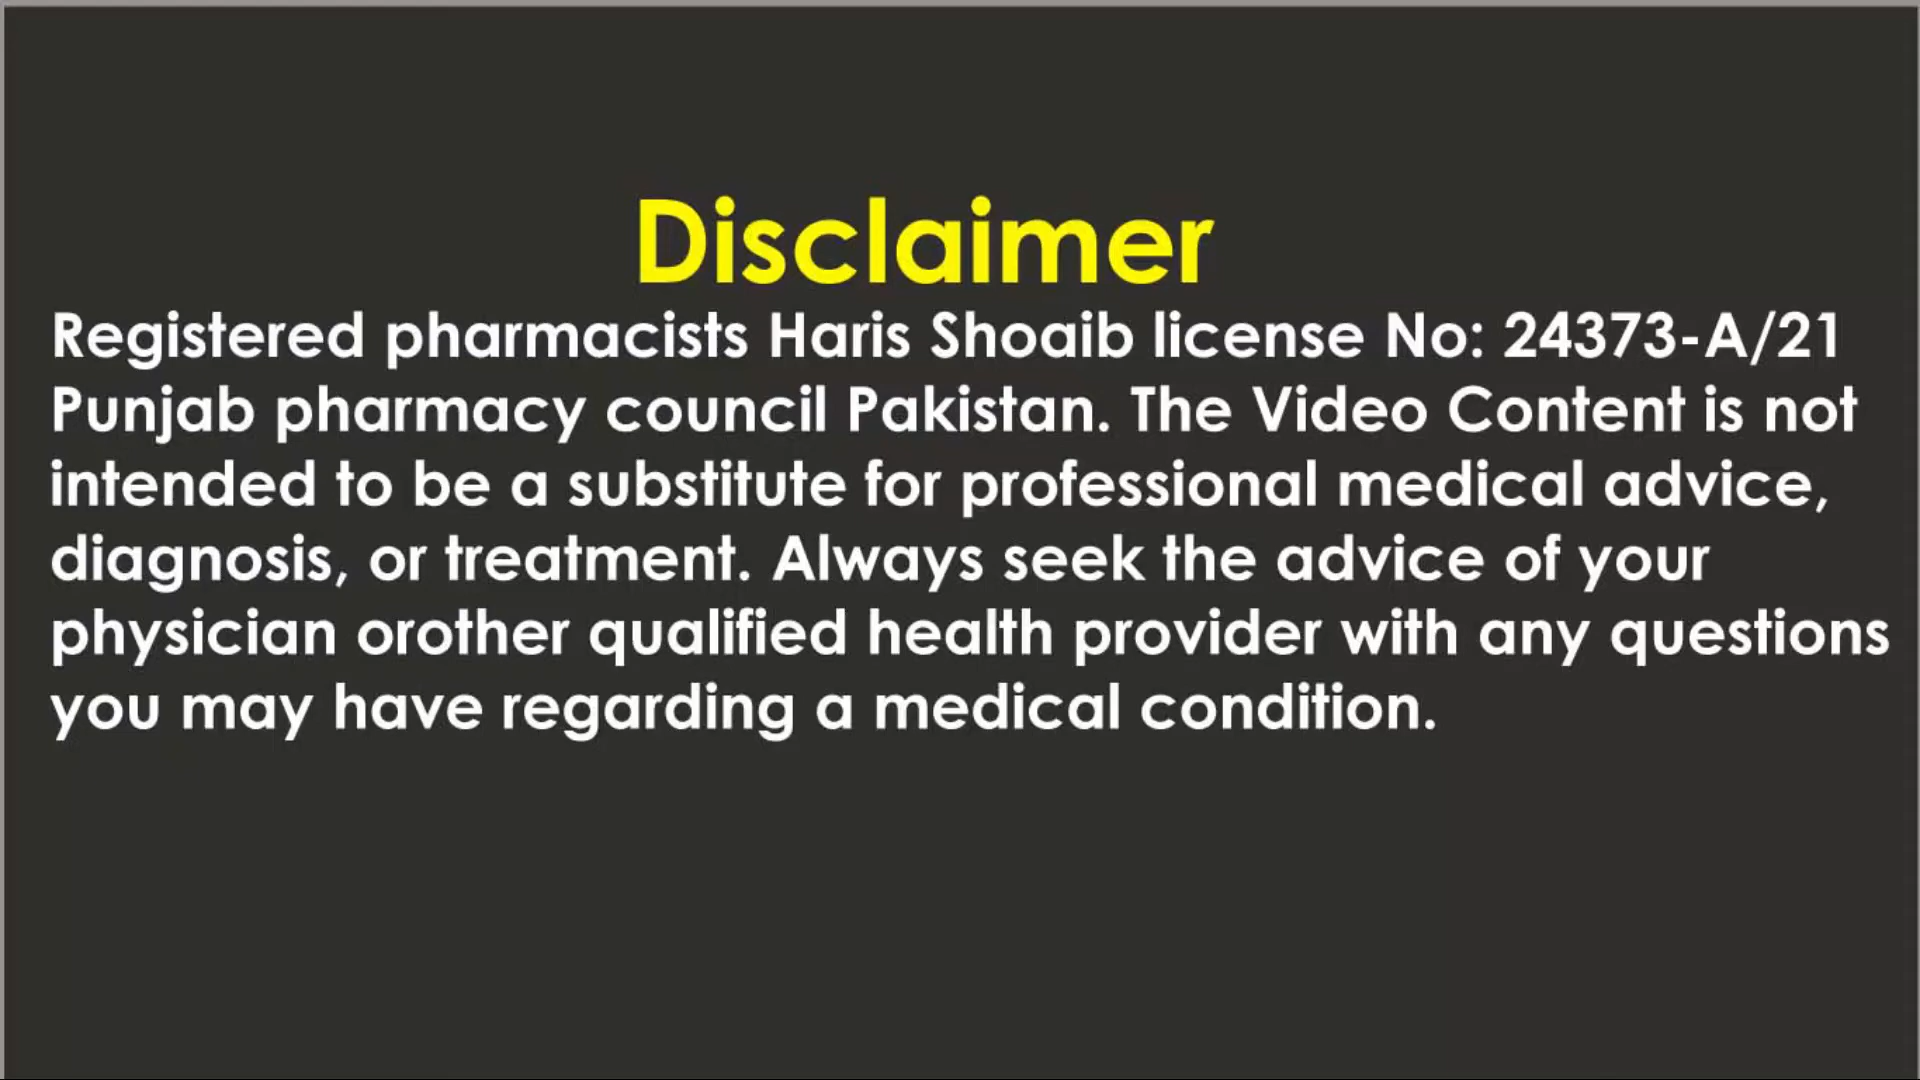 Disclaimer
Registered pharmacists Haris Shoaib license No: 24373-A/21
Punjab pharmacy council Pakistan. The Video Content is not
intended to be a substitute for professional medical advice,
diagnosis, or treatment. Always seek the advice of your
physician orother qualified health provider with any questions
you may have regarding a medical condition.